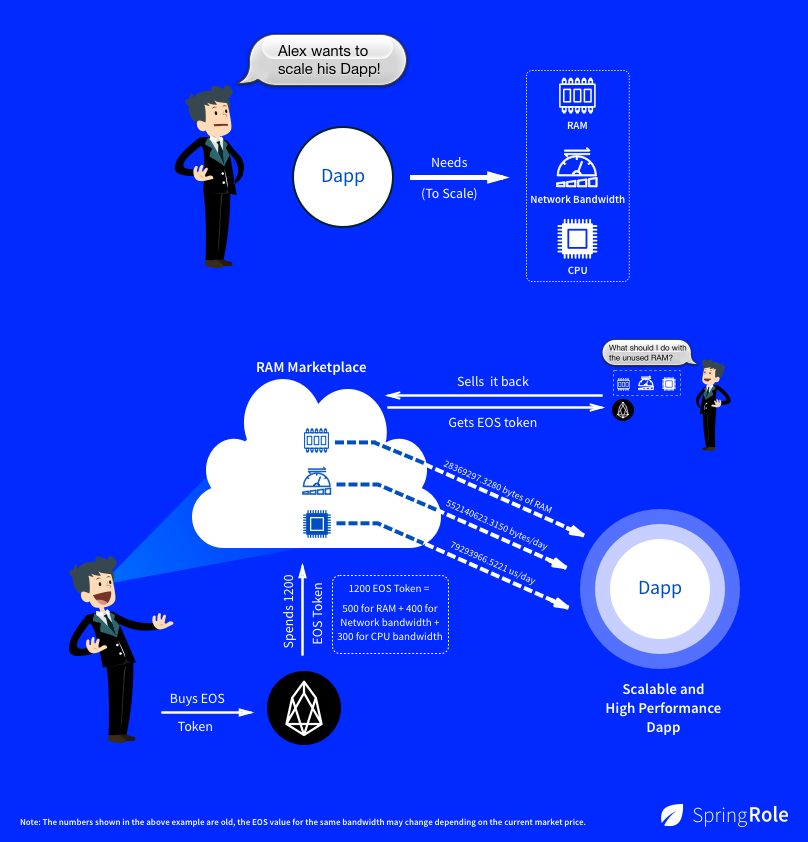 Alex wants to
scale his Dapp!
Dapp
Needs
(To Scale)
RAM
Network Bandwidth
CPU
What should I do with
the unused RAM?
RAM Marketplace
Sells it back
Gets EOS token
28369297.3280 bytes of RAM
552140623.3150 bytes/day
79293966.5221 us/day
Dapp
Scalable and
High Performance
Dapp
Spends 1200
EOS Token
1200 EOS Token =
500 for RAM + 400 for
Network bandwidth +
300 for CPU bandwidth
Buys EOS
Token
Note: The numbers shown in the above example are old, the EOS value for the same bandwidth may change depending on the current market price.
SpringRole